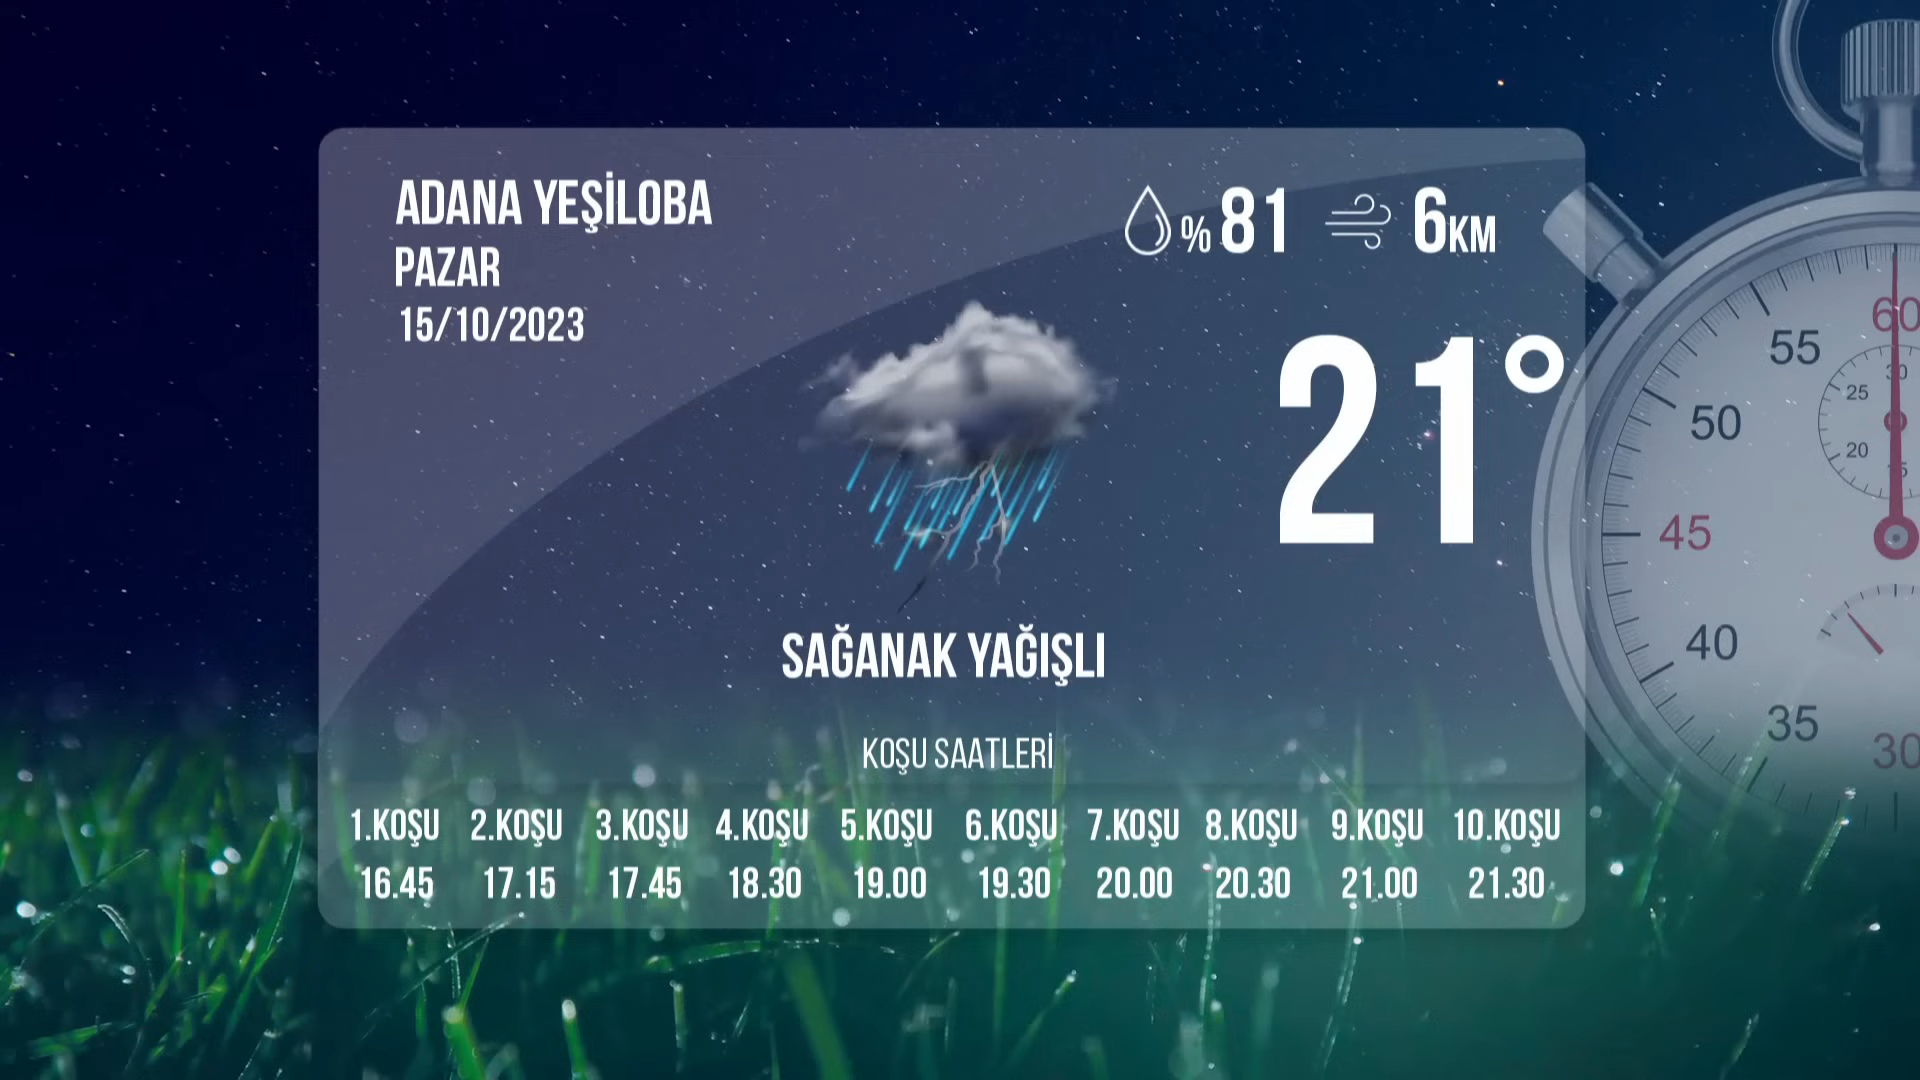 ADANA YEŞİLOBA
PAZAR
15/10/2023
%81 6KM
21°
SAĞANAK YAĞIŞLI
KOŞU SAATLERİ
1.KOŞU 2.KOŞU 3.KOŞU 4.KOŞU 5.KOŞU 6.KOŞU 7.KOŞU 8.KOŞU 9.KOŞU 10.KOŞU
16.45 17.15 17.45 18.30 19.00 19.30 20.00 20.30 21.00 21.30
60
55
50
45
40
35
30
30
25
20